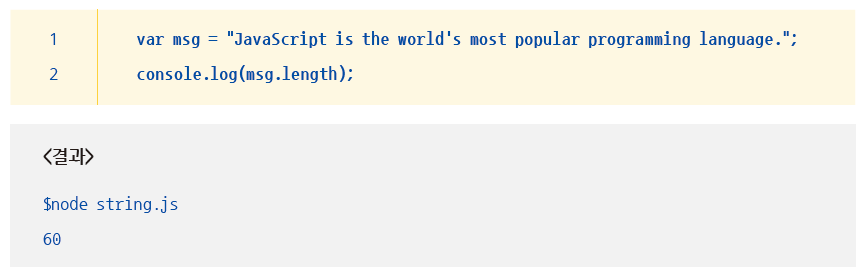 1 var msg = "JavaScript is the world's most popular programming language.";
2 console.log(msg.length);
<결과>
$node string.js
60